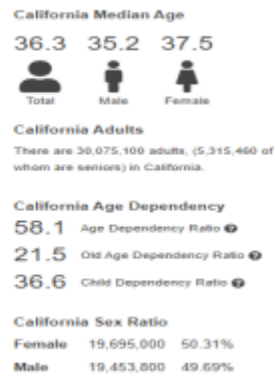 California Median Age
36.3 35.2 37.5
Total Male Female
California Adults
There are 30,075,100 adults, (5,315,460 of
whom are seniors) in California.
California Age Dependency
58.1 Age Dependency Ratio ?
21.5 Old Age Dependency Ratio ?
36.6 Child Dependency Ratio ?
California Sex Ratio
Female 19,695,000 50.31%
Male 19,453,800 49.69%